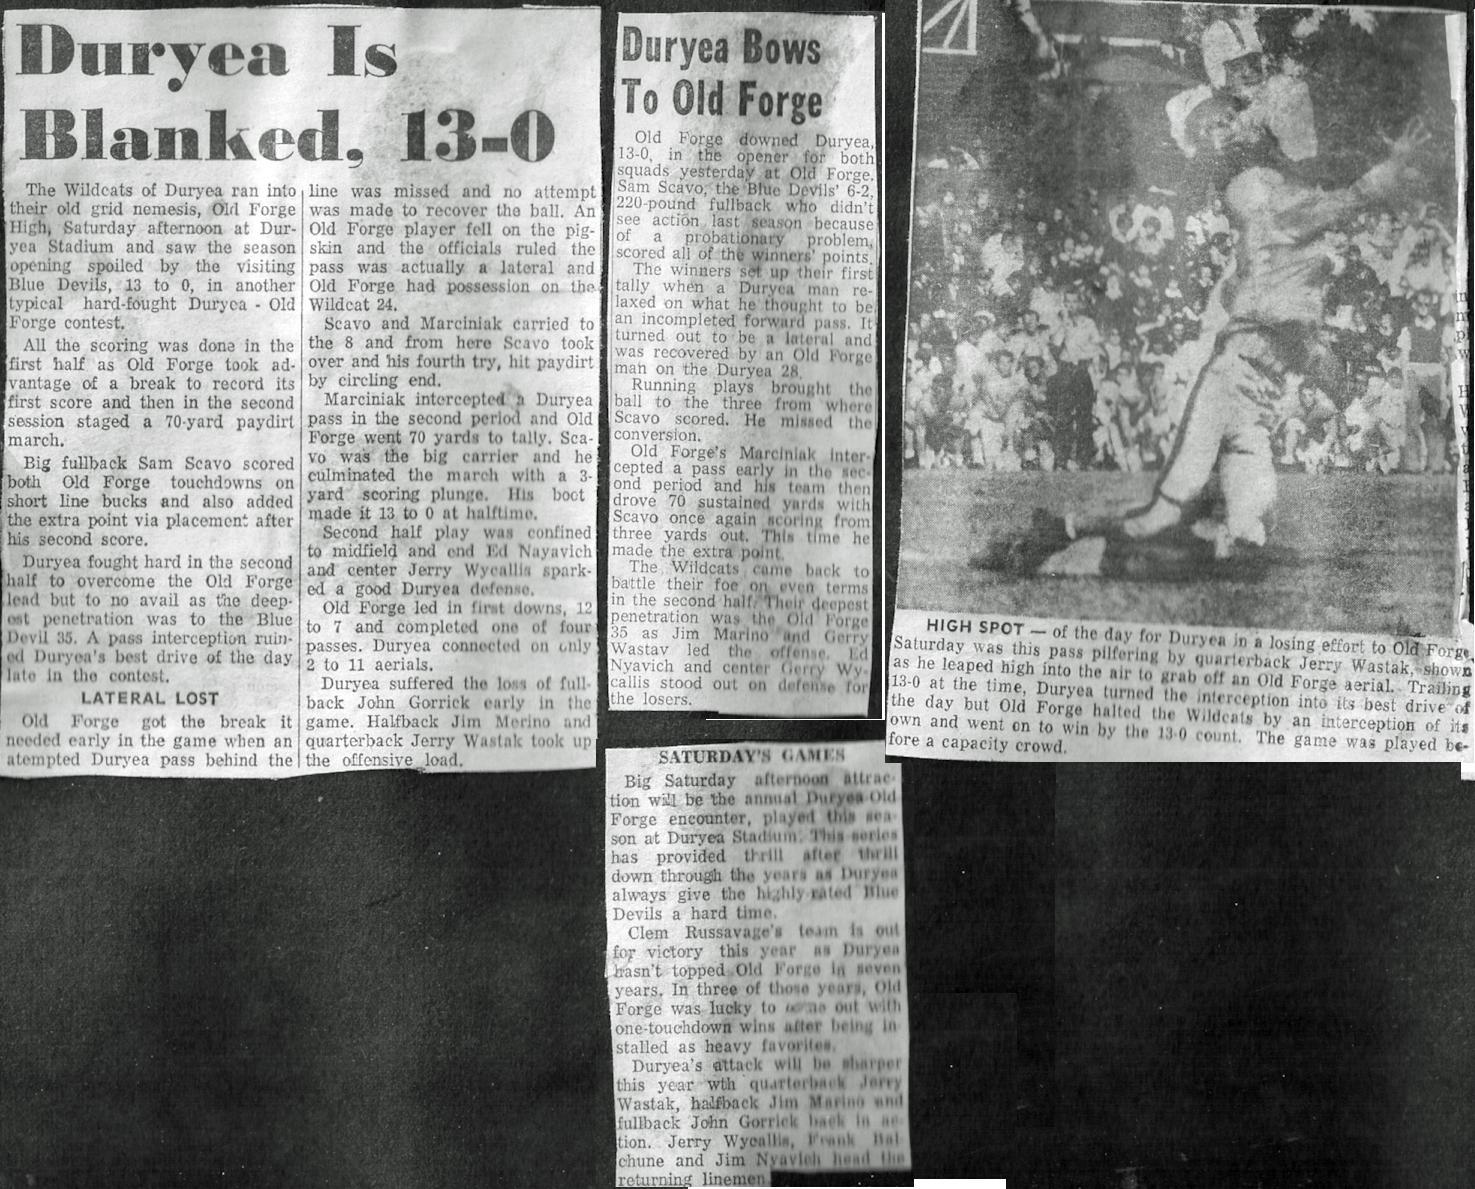 Duryea Is
Blanked, 13-0
The Wildcats of Duryea ran into
their old grid nemesis, Old Forge
High, Saturday afternoon at Dur-
yea Stadium and saw the season
opening spoiled by the visiting
Blue Devils, 13 to 0, in another
typical hard-fought Duryea - Old
Forge contest.
All the scoring was done in the
first half as Old Forge took ad-
vantage of a break to record its
first score and then in the second
session staged a 70-yard paydirt
march.
Big fullback Sam Scavo scored
both Old Forge touchdowns on
short line bucks and also added
the extra point via placement after
his second score.
Duryea fought hard in the second
half to overcome the Old Forge
lead but to no avail as the deep-
est penetration was to the Blue
Devil 35. A pass interception ruin-
ed Duryea's best drive of the day
late in the contest.
LATERAL LOST
Old Forge got the break it
needed early in the game when an
atempted Duryea pass behind the
line was missed and no attempt
was made to recover the ball. An
Old Forge player fell on the pig-
skin and the officials ruled the
pass was actually a lateral and
Old Forge had possession on the
Wildcat 24.
Scavo and Marciniak carried to
the 8 and from here Scavo took
over and his fourth try, hit paydirt
by circling end.
Marciniak intercepted a Duryea
pass in the second period and Old
Forge went 70 yards to tally. Sca-
vo was the big carrier and he
culminated the march with a 3-
yard scoring plunge. His boot
made it 13 to 0 at halftime.
Second half play was confined
to midfield and end Ed Nayavich
and center Jerry Wycallis spark-
ed a good Duryea defense.
Old Forge led in first downs, 12
to 7 and completed one of four
passes. Duryea connected on only
2 to 11 aerials.
Duryea suffered the loss of full-
back John Gorrick early in the
game. Halfback Jim Merino and
quarterback Jerry Wastak took up
the offensive load.
Duryea Bows
To Old Forge
Old Forge downed Duryea,
13-0, in the opener for both
squads yesterday at Old Forge.
Sam Scavo, the Blue Devils' 6-2,
220-pound fullback who didn't
see action last season because
of a probationary problem,
scored all of the winners' points.
The winners set up their first
tally when a Duryea man re-
laxed on what he thought to be
an incompleted forward pass. It
turned out to be a lateral and
was recovered by an Old Forge
man on the Duryea 28.
Running plays brought the
ball to the three from where
Scavo scored. He missed the
conversion.
Old Forge's Marciniak inter-
cepted a pass early in the sec-
ond period and his team then
drove 70 sustained yards with
Scavo once again scoring from
three yards out. This time he
made the extra point.
The Wildcats came back to
battle their foe on even terms
in the second half. Their deepest
penetration was the Old Forge
35 as Jim Marino and Gerry
Wastav led the offense. Ed
Nyavich and center Gerry Wy-
callis stood out on defense for
the losers.
SATURDAY'S GAMES
Big Saturday afternoon attrac-
tion will be the annual Duryea-Old
Forge encounter, played this sea-
son at Duryea Stadium. This series
has provided thrill after thrill
down through the years as Duryea
always give the highly-rated Blue
Devils a hard time.
Clem Russavage's team is out
for victory this year as Duryea
hasn't topped Old Forge in seven
years. In three of those years, Old
Forge was lucky to come out with
one-touchdown wins after being in-
stalled as heavy favorites.
Duryea's attack will be sharper
this year wth quarterback Jerry
Wastak, halfback Jim Marino and
fullback John Gorrick back in ac-
tion. Jerry Wycallis, Frank Bal-
chune and Jim Nyavich head the
returning linemen.
HIGH SPOT — of the day for Duryea in a losing effort to Old Forge
Saturday was this pass pilfering by quarterback Jerry Wastak, shown
as he leaped high into the air to grab off an Old Forge aerial. Trailing
13-0 at the time, Duryea turned the interception into its best drive of
the day but Old Forge halted the Wildcats by an interception of its
own and went on to win by the 13-0 count. The game was played be-
fore a capacity crowd.